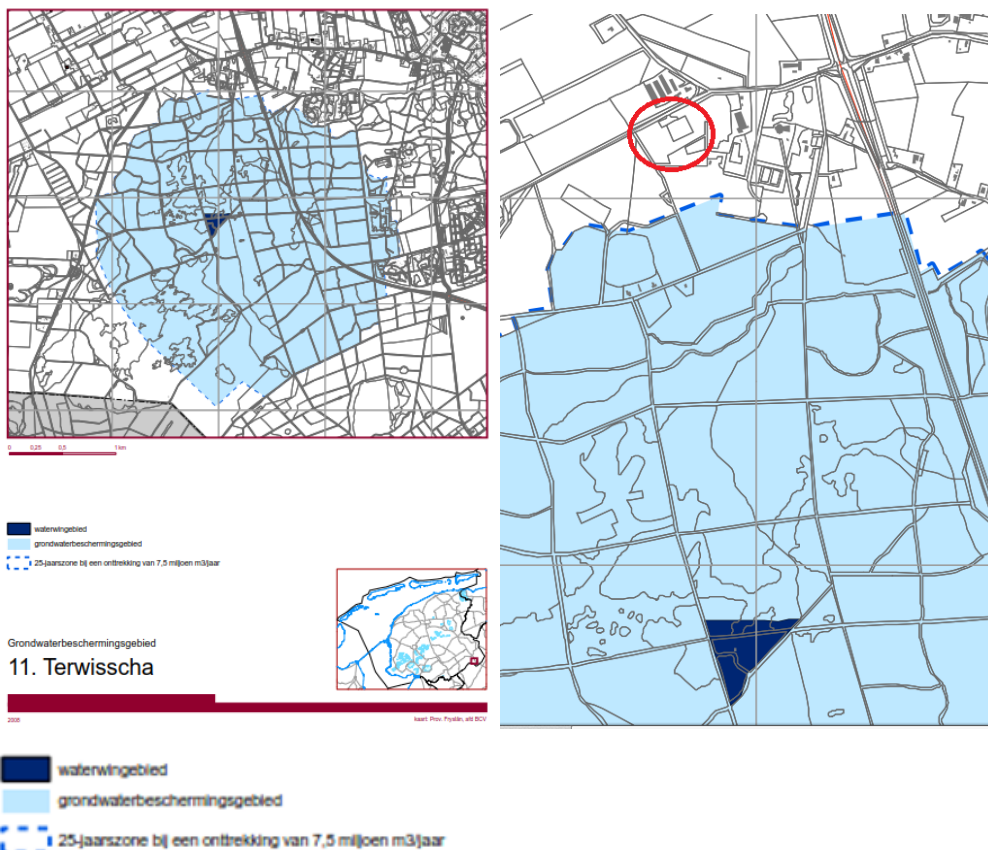 0 0,25 0,5 1 km
waterwingebied
grondwaterbeschermingsgebied
25-jaarszone bij een onttrekking van 7,5 miljoen m3/jaar
Grondwaterbeschermingsgebied
11. Terwisscha
2008
kaart: Prov. Fryslân, afd BCV
waterwingebied
grondwaterbeschermingsgebied
25-jaarszone bij een onttrekking van 7,5 miljoen m3/jaar